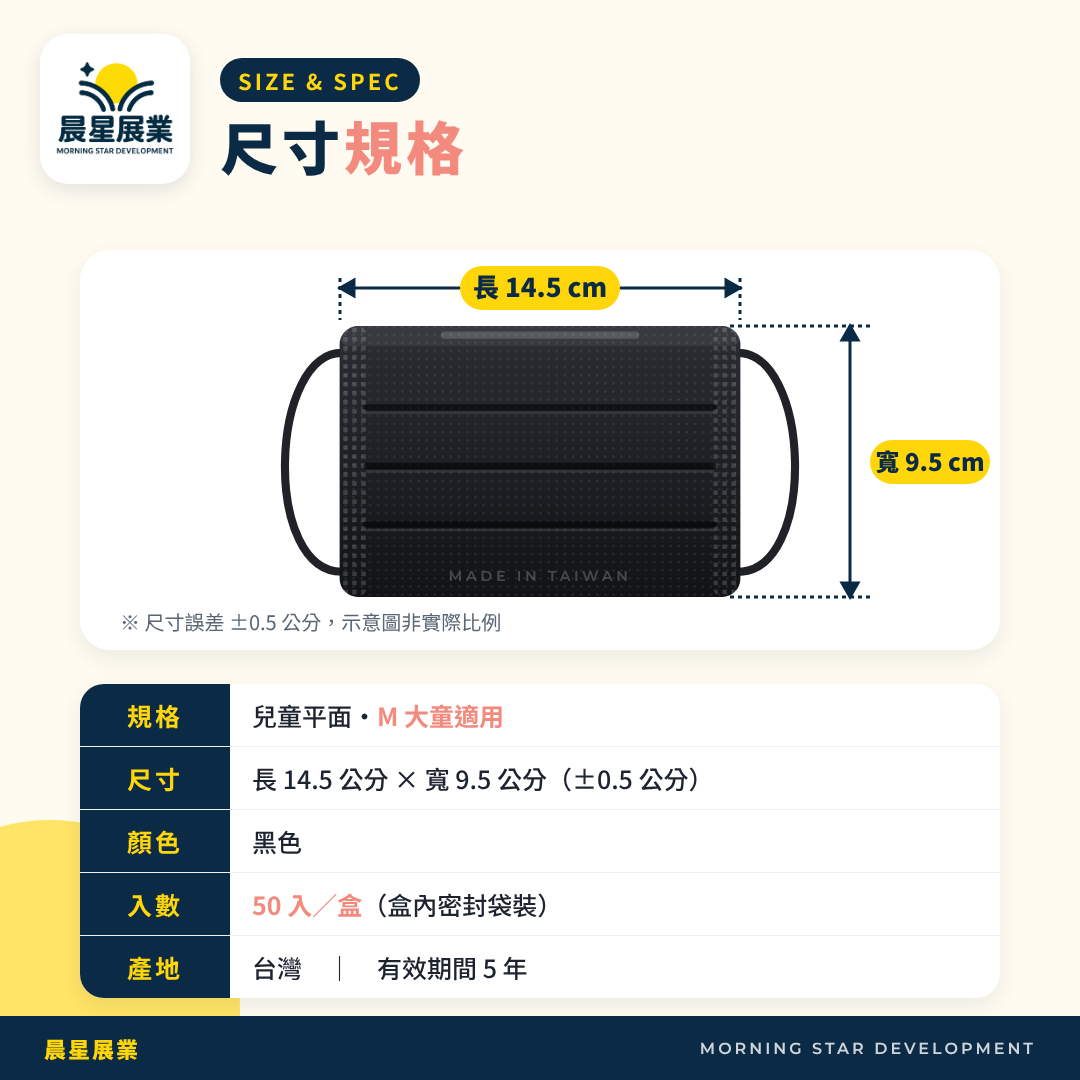 晨星展業
MORNING STAR DEVELOPMENT
SIZE & SPEC
尺寸規格
長 14.5 cm
寬 9.5 cm
MADE IN TAIWAN
※ 尺寸誤差 ±0.5 公分，示意圖非實際比例
規格 兒童平面・M 大童適用
尺寸 長 14.5 公分 × 寬 9.5 公分（±0.5 公分）
顏色 黑色
入數 50 入／盒（盒內密封袋裝）
產地 台灣 ｜ 有效期間 5 年
晨星展業
MORNING STAR DEVELOPMENT